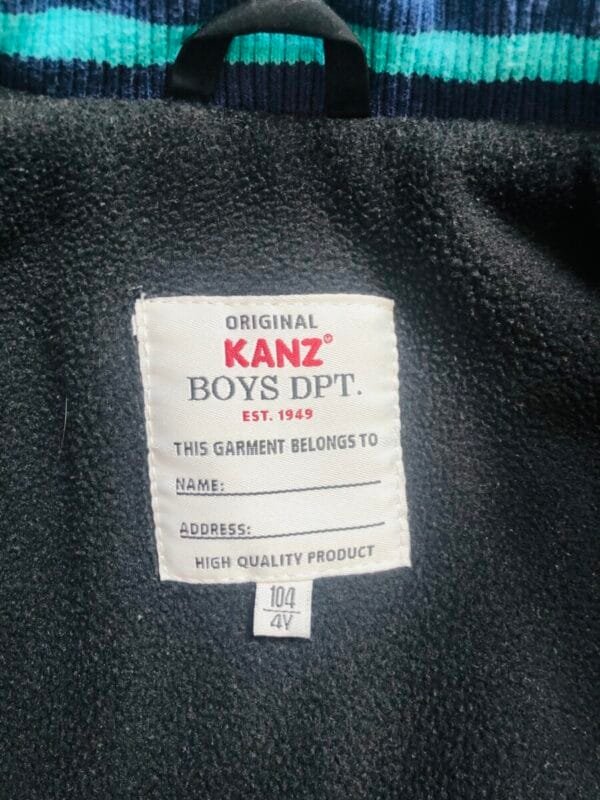 ORIGINAL
KANZ®
BOYS DPT.
EST. 1949
THIS GARMENT BELONGS TO
NAME:
ADDRESS:
HIGH QUALITY PRODUCT
104
4Y